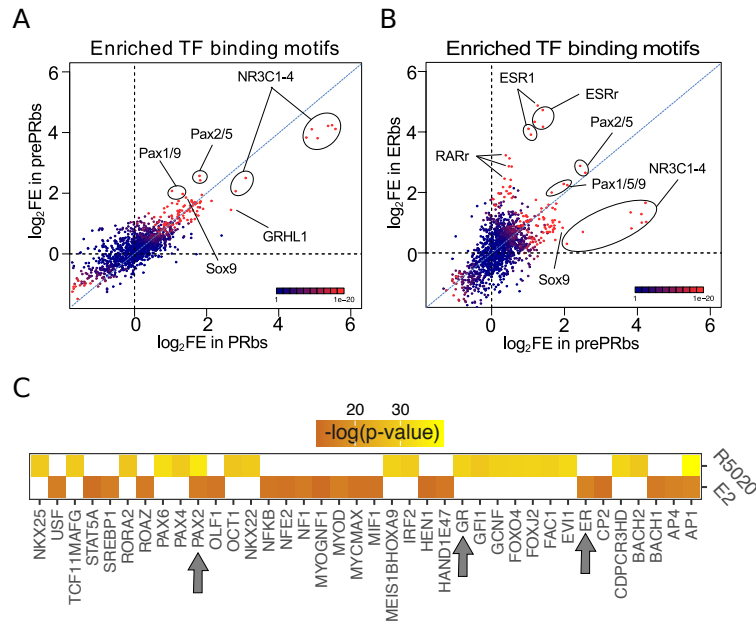 A
Enriched TF binding motifs
NR3C1-4
Pax2/5
Pax1/9
GRHL1
Sox9
6
4
2
0
log2FE in prePRbs
1
1e-20
0
2
4
6
log2FE in PRbs
B
Enriched TF binding motifs
ESR1
ESRr
Pax2/5
RARr
NR3C1-4
Pax1/5/9
Sox9
6
4
2
0
log2FE in ERbs
1
1e-20
0
2
4
6
log2FE in prePRbs
C
20
30
-log(p-value)
R5020
E2
NKX25
USF
TCF11MAFG
STAT5A
SREBP1
RORA2
ROAZ
PAX6
PAX4
PAX2
OLF1
OCT1
NKX22
NFKB
NFE2
NF1
MYOGNF1
MYOD
MYCMAX
MIF1
MEIS1BHOXA9
IRF2
HEN1
HAND1E47
GR
GFI1
GCNF
FOXO4
FOXJ2
FAC1
EVI1
ER
CP2
CDPCR3HD
BACH2
BACH1
AP4
AP1